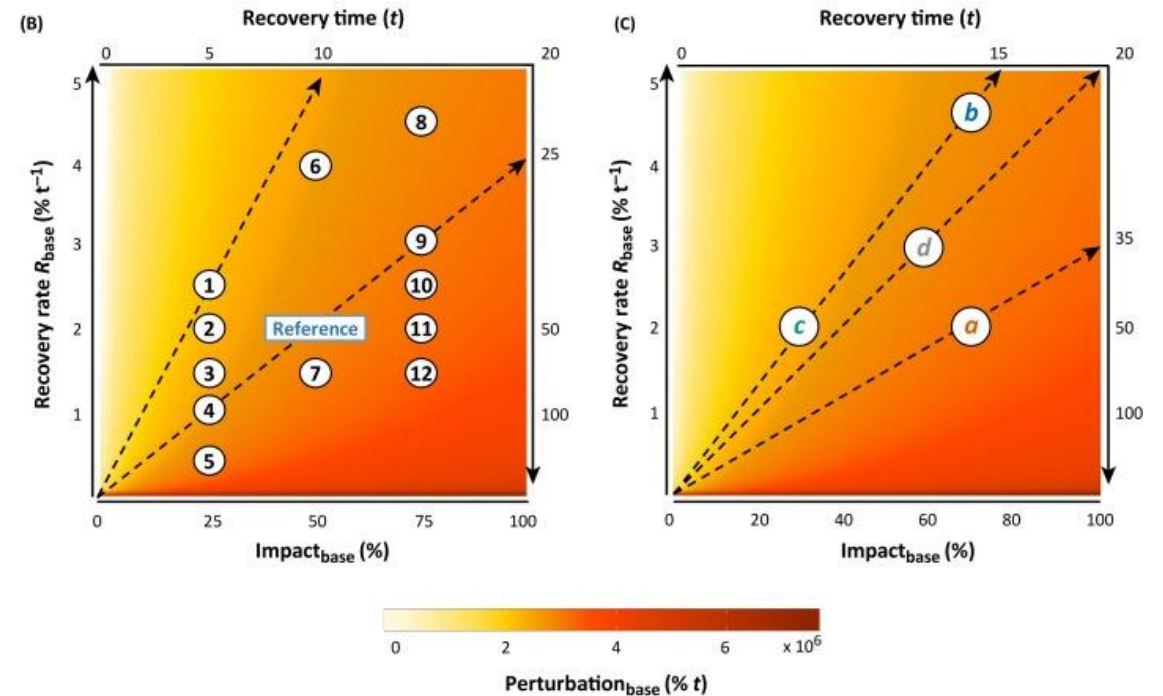 (B)
Recovery time (t)
0 5 10 20
5
4
3
2
1
Recovery rate Rbase (% t−1)
8
6
25
9
1
10
2
Reference
11
50
3
7
12
4
100
5
0 25 50 75 100
Impactbase (%)
(C)
Recovery time (t)
0 15 20
5
4
3
2
1
Recovery rate Rbase (% t−1)
b
d
35
c
a
50
100
0 20 40 60 80 100
Impactbase (%)
0 2 4 6 x 10⁶
Perturbationbase (% t)